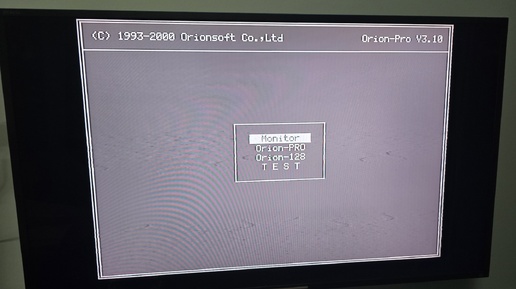 (C) 1993-2000 Orionsoft Co.,Ltd
Orion-Pro V3.10
Monitor
Orion-PRO
Orion-128
T E S T